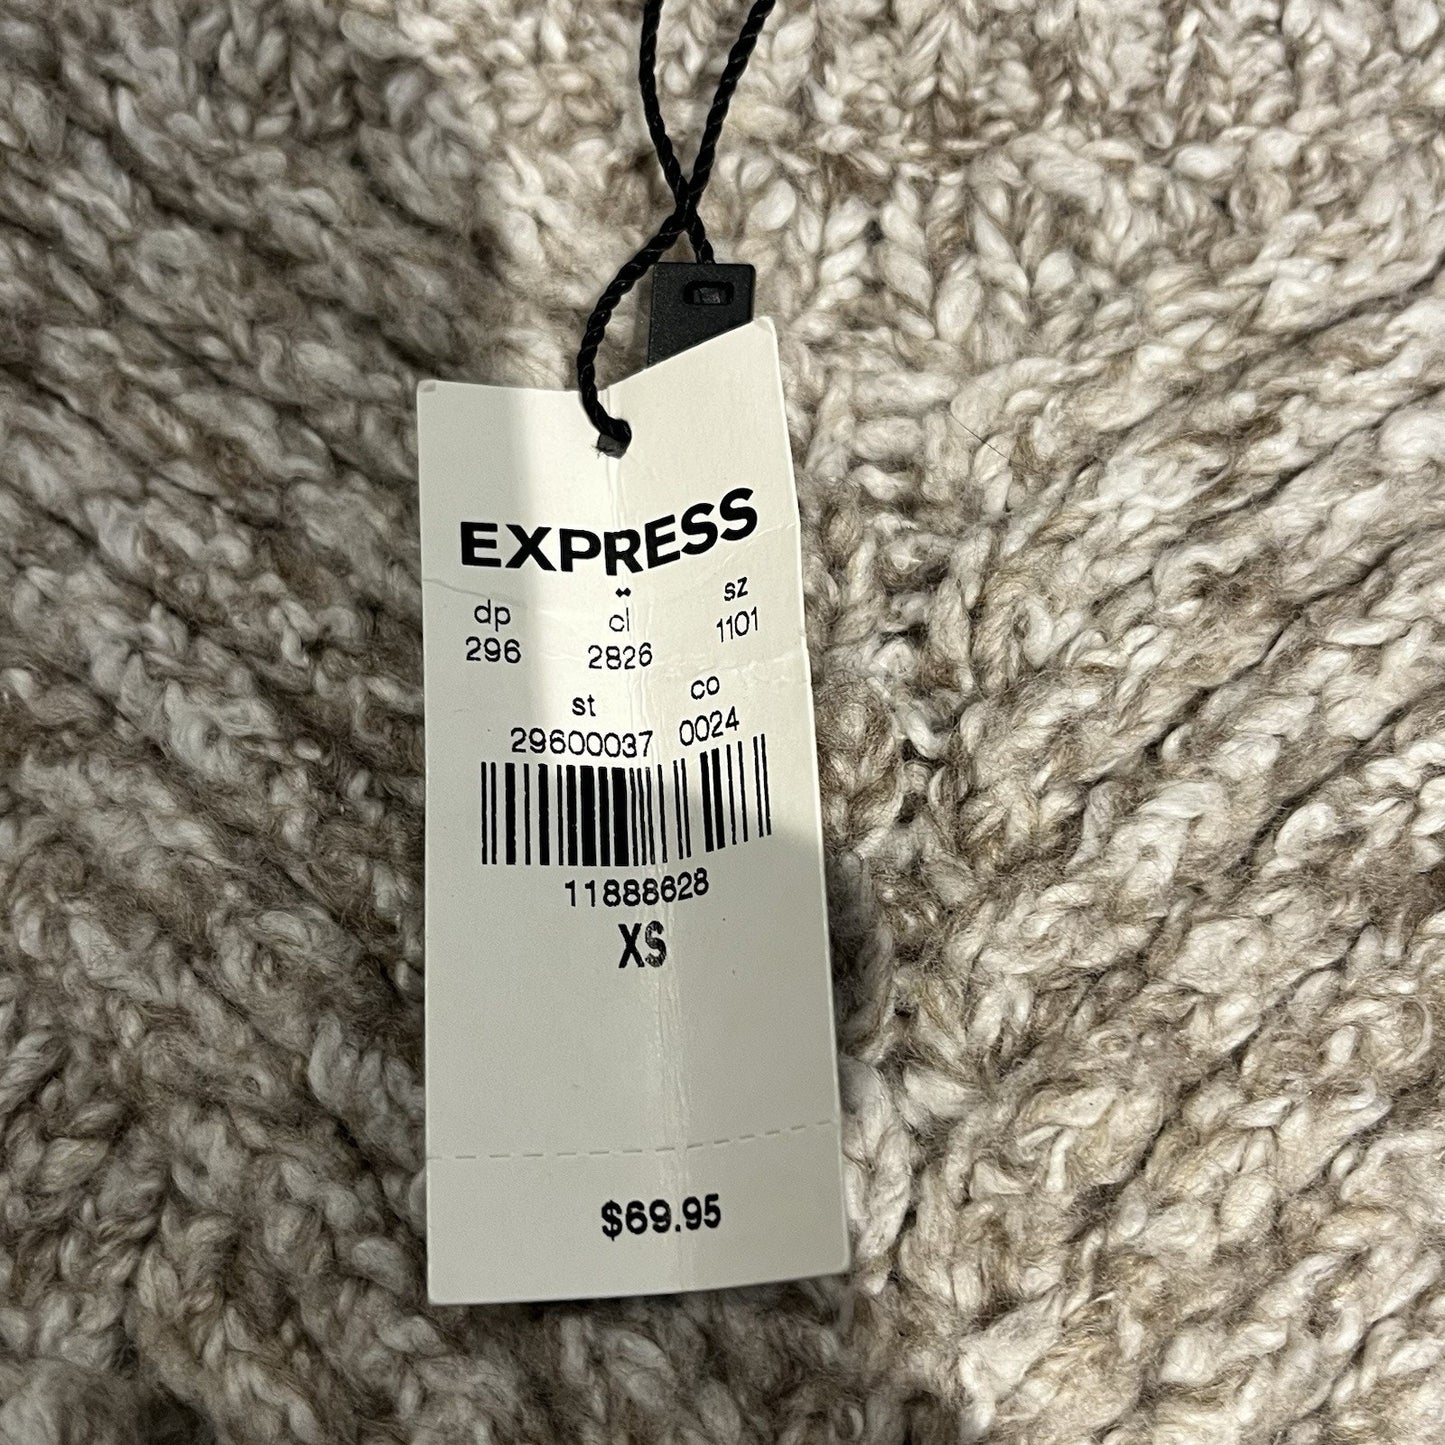 EXPRESS
dp cl sz
296 2826 1101
st co
29600037 0024
11888628
XS
$69.95